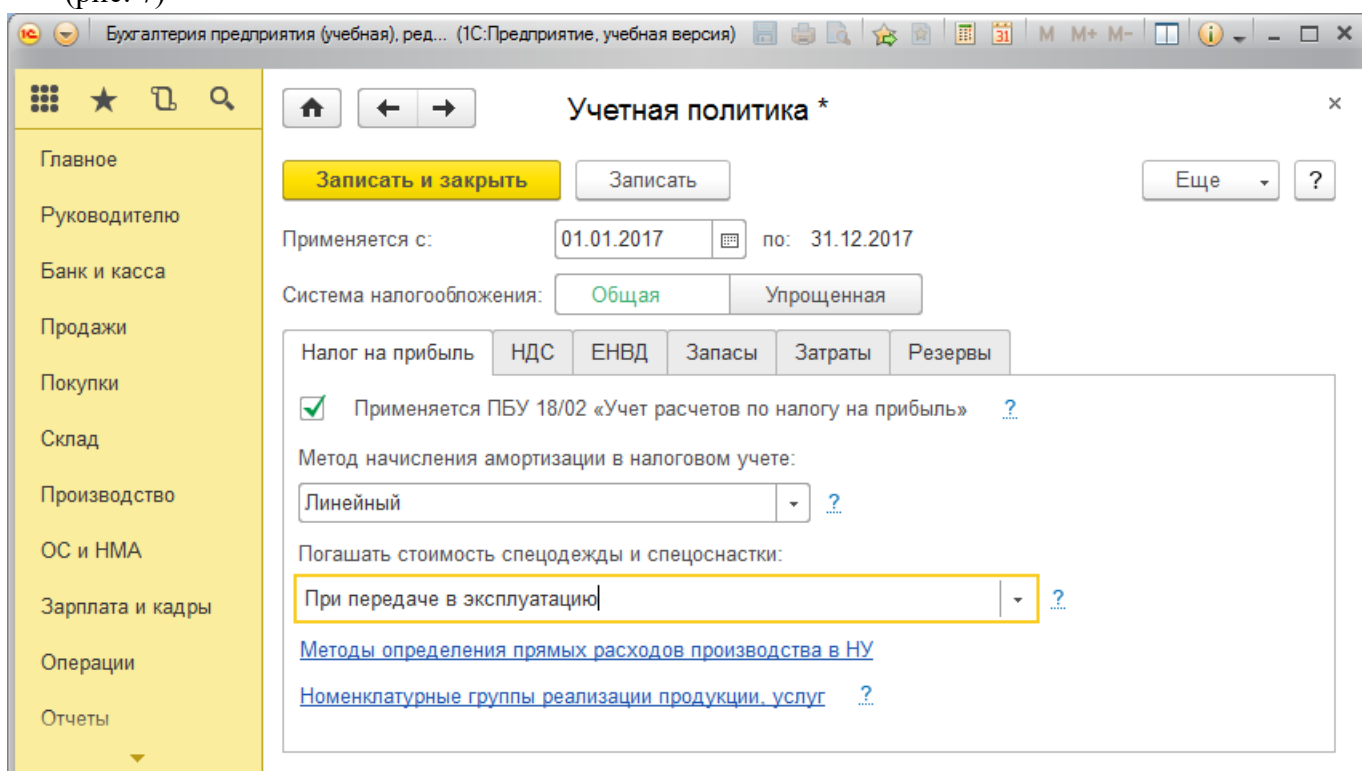 (рис. 7)
1С Бухгалтерия предприятия (учебная), ред... (1С:Предприятие, учебная версия) 31 M M+ M-
Учетная политика *
Главное
Записать и закрыть Записать Еще ?
Руководителю
Применяется с: 01.01.2017 по: 31.12.2017
Банк и касса
Система налогообложения: Общая Упрощенная
Продажи
Налог на прибыль НДС ЕНВД Запасы Затраты Резервы
Покупки
Применяется ПБУ 18/02 «Учет расчетов по налогу на прибыль» ?
Склад
Метод начисления амортизации в налоговом учете:
Производство
Линейный ?
ОС и НМА
Погашать стоимость спецодежды и спецоснастки:
Зарплата и кадры
При передаче в эксплуатацию ?
Методы определения прямых расходов производства в НУ
Операции
Номенклатурные группы реализации продукции, услуг ?
Отчеты